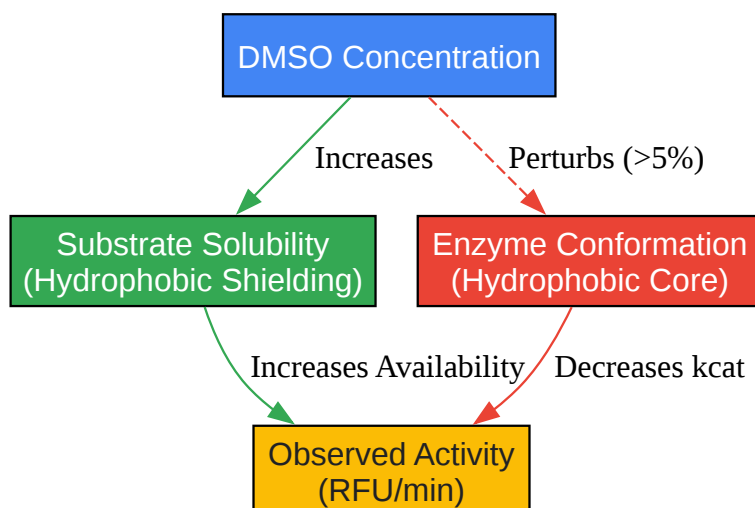 DMSO Concentration
Increases
Perturbs (>5%)
Substrate Solubility
(Hydrophobic Shielding)
Enzyme Conformation
(Hydrophobic Core)
Increases Availability
Decreases kcat
Observed Activity
(RFU/min)